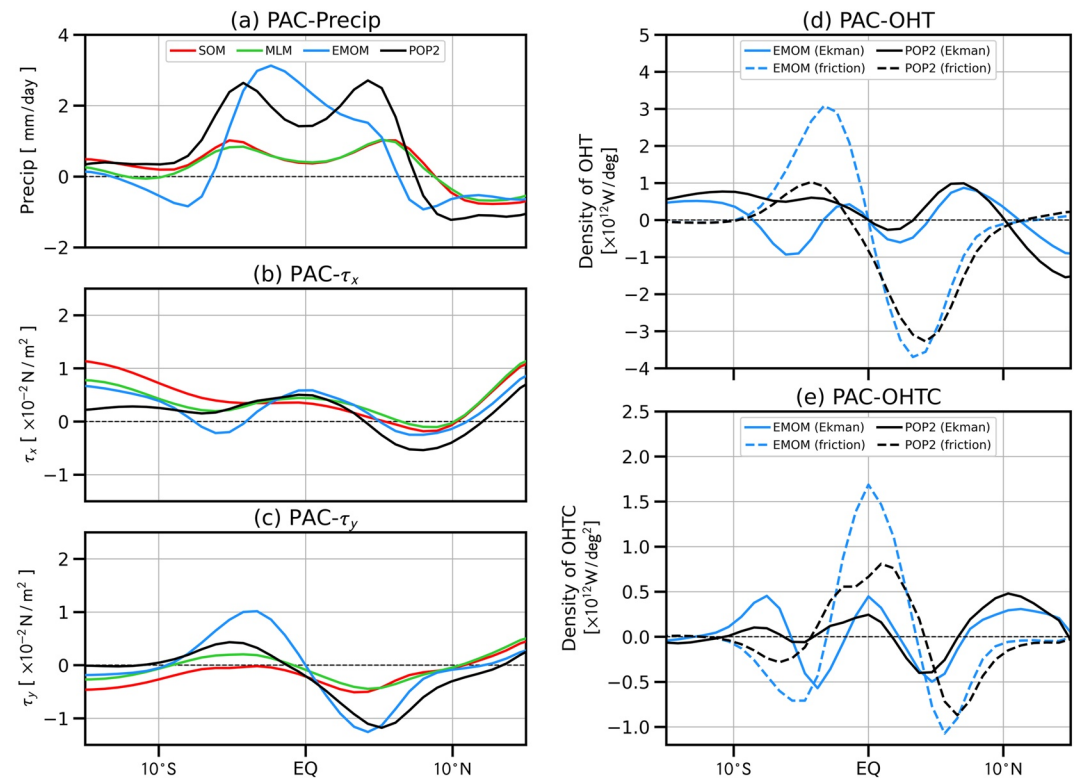 (a) PAC-Precip
SOM MLM EMOM POP2
Precip [ mm/day ]
4
2
0
−2
(b) PAC-τx
τx [ ×10−2 N/m2 ]
2
1
0
−1
(c) PAC-τy
τy [ ×10−2 N/m2 ]
2
1
0
−1
10°S EQ 10°N
(d) PAC-OHT
EMOM (Ekman) POP2 (Ekman)
EMOM (friction) POP2 (friction)
Density of OHT
[×1012W/deg]
5
4
3
2
1
0
−1
−2
−3
−4
(e) PAC-OHTC
EMOM (Ekman) POP2 (Ekman)
EMOM (friction) POP2 (friction)
Density of OHTC
[×1012W/deg2]
2.5
2.0
1.5
1.0
0.5
0.0
−0.5
−1.0
10°S EQ 10°N